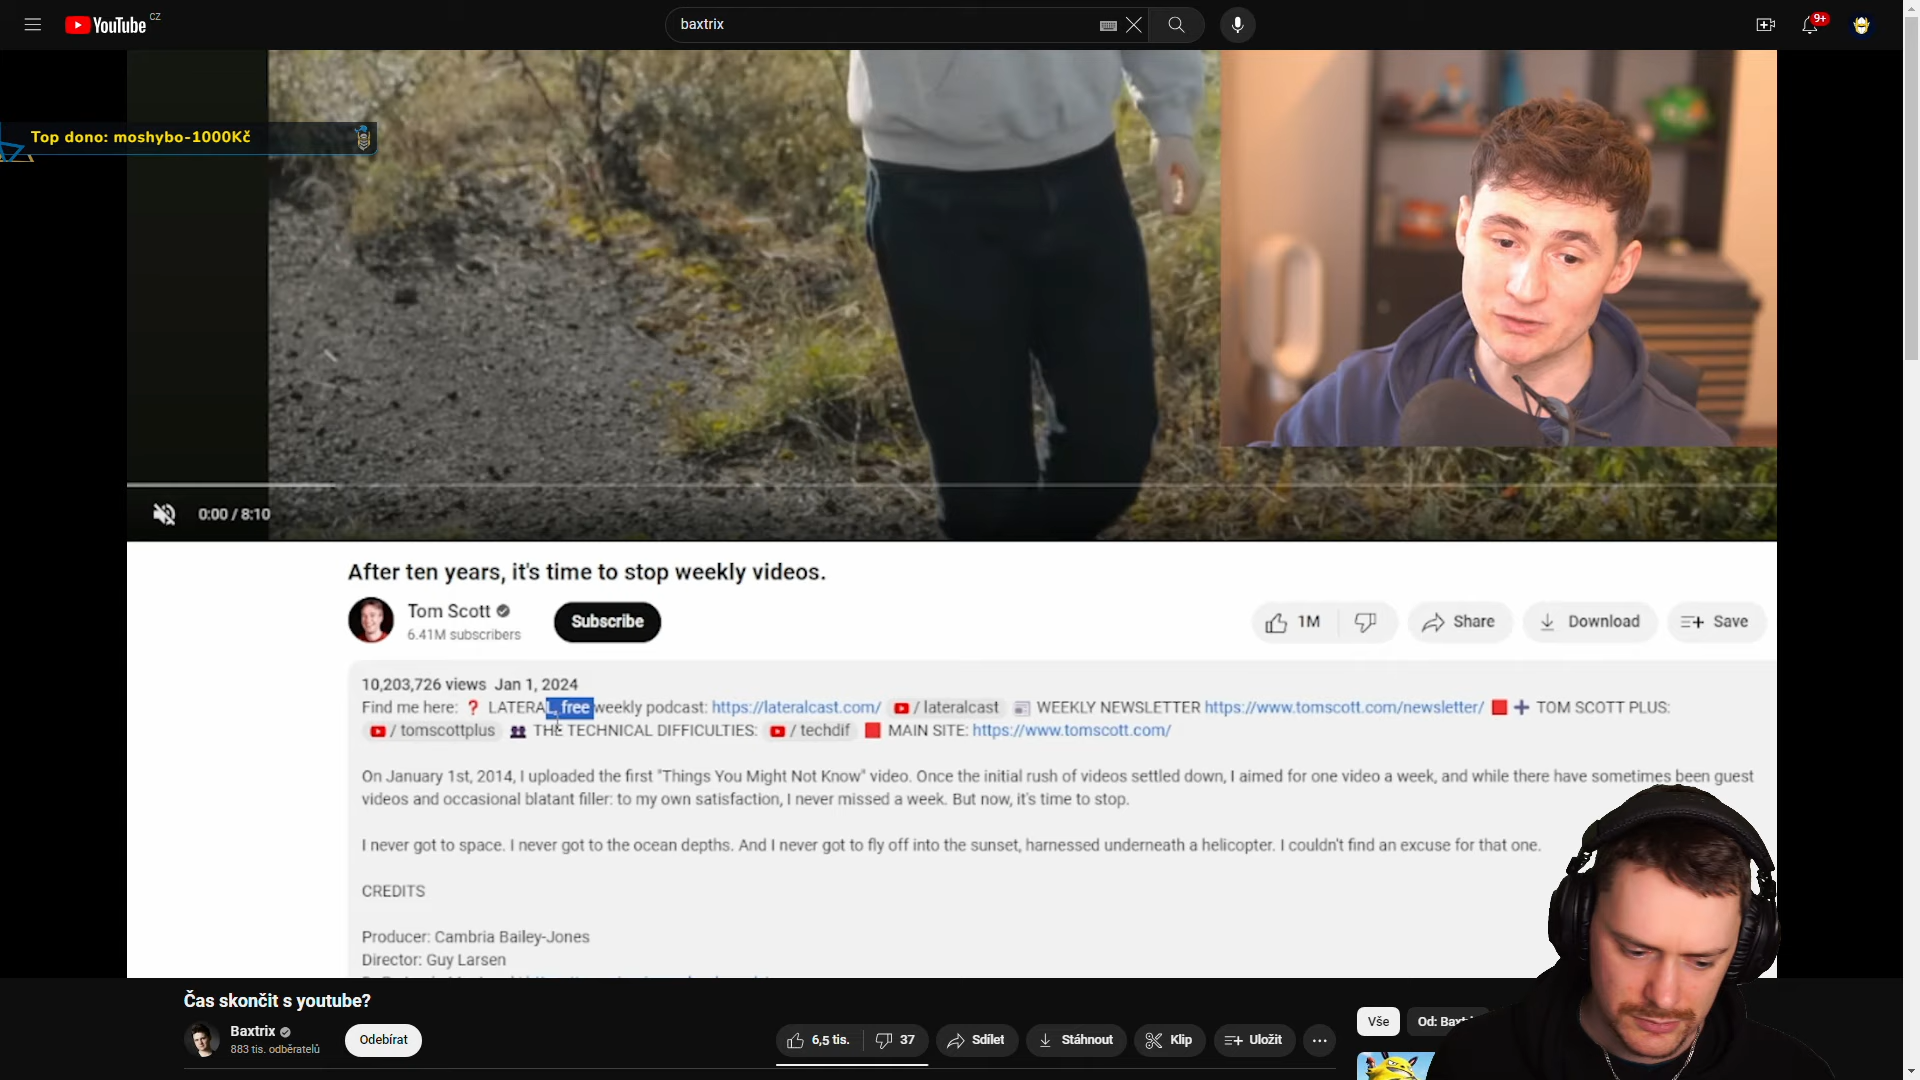 YouTube CZ
baxtrix
9+
Top dono: moshybo-1000Kč
0:00 / 8:10
After ten years, it's time to stop weekly videos.
Tom Scott
6.41M subscribers
Subscribe
1M
Share
Download
Save
10,203,726 views Jan 1, 2024
Find me here: ❓ LATERAL, free weekly podcast: https://lateralcast.com/ / lateralcast 📰 WEEKLY NEWSLETTER https://www.tomscott.com/newsletter/ 🟥 ➕ TOM SCOTT PLUS:
/ tomscottplus 👥 THE TECHNICAL DIFFICULTIES: / techdif 🟥 MAIN SITE: https://www.tomscott.com/
On January 1st, 2014, I uploaded the first "Things You Might Not Know" video. Once the initial rush of videos settled down, I aimed for one video a week, and while there have sometimes been guest
videos and occasional blatant filler: to my own satisfaction, I never missed a week. But now, it's time to stop.
I never got to space. I never got to the ocean depths. And I never got to fly off into the sunset, harnessed underneath a helicopter. I couldn't find an excuse for that one.
CREDITS
Producer: Cambria Bailey-Jones
Director: Guy Larsen
Čas skončit s youtube?
Baxtrix
883 tis. odběratelů
Odebírat
6,5 tis.
37
Sdílet
Stáhnout
Klip
Uložit
Vše
Od: